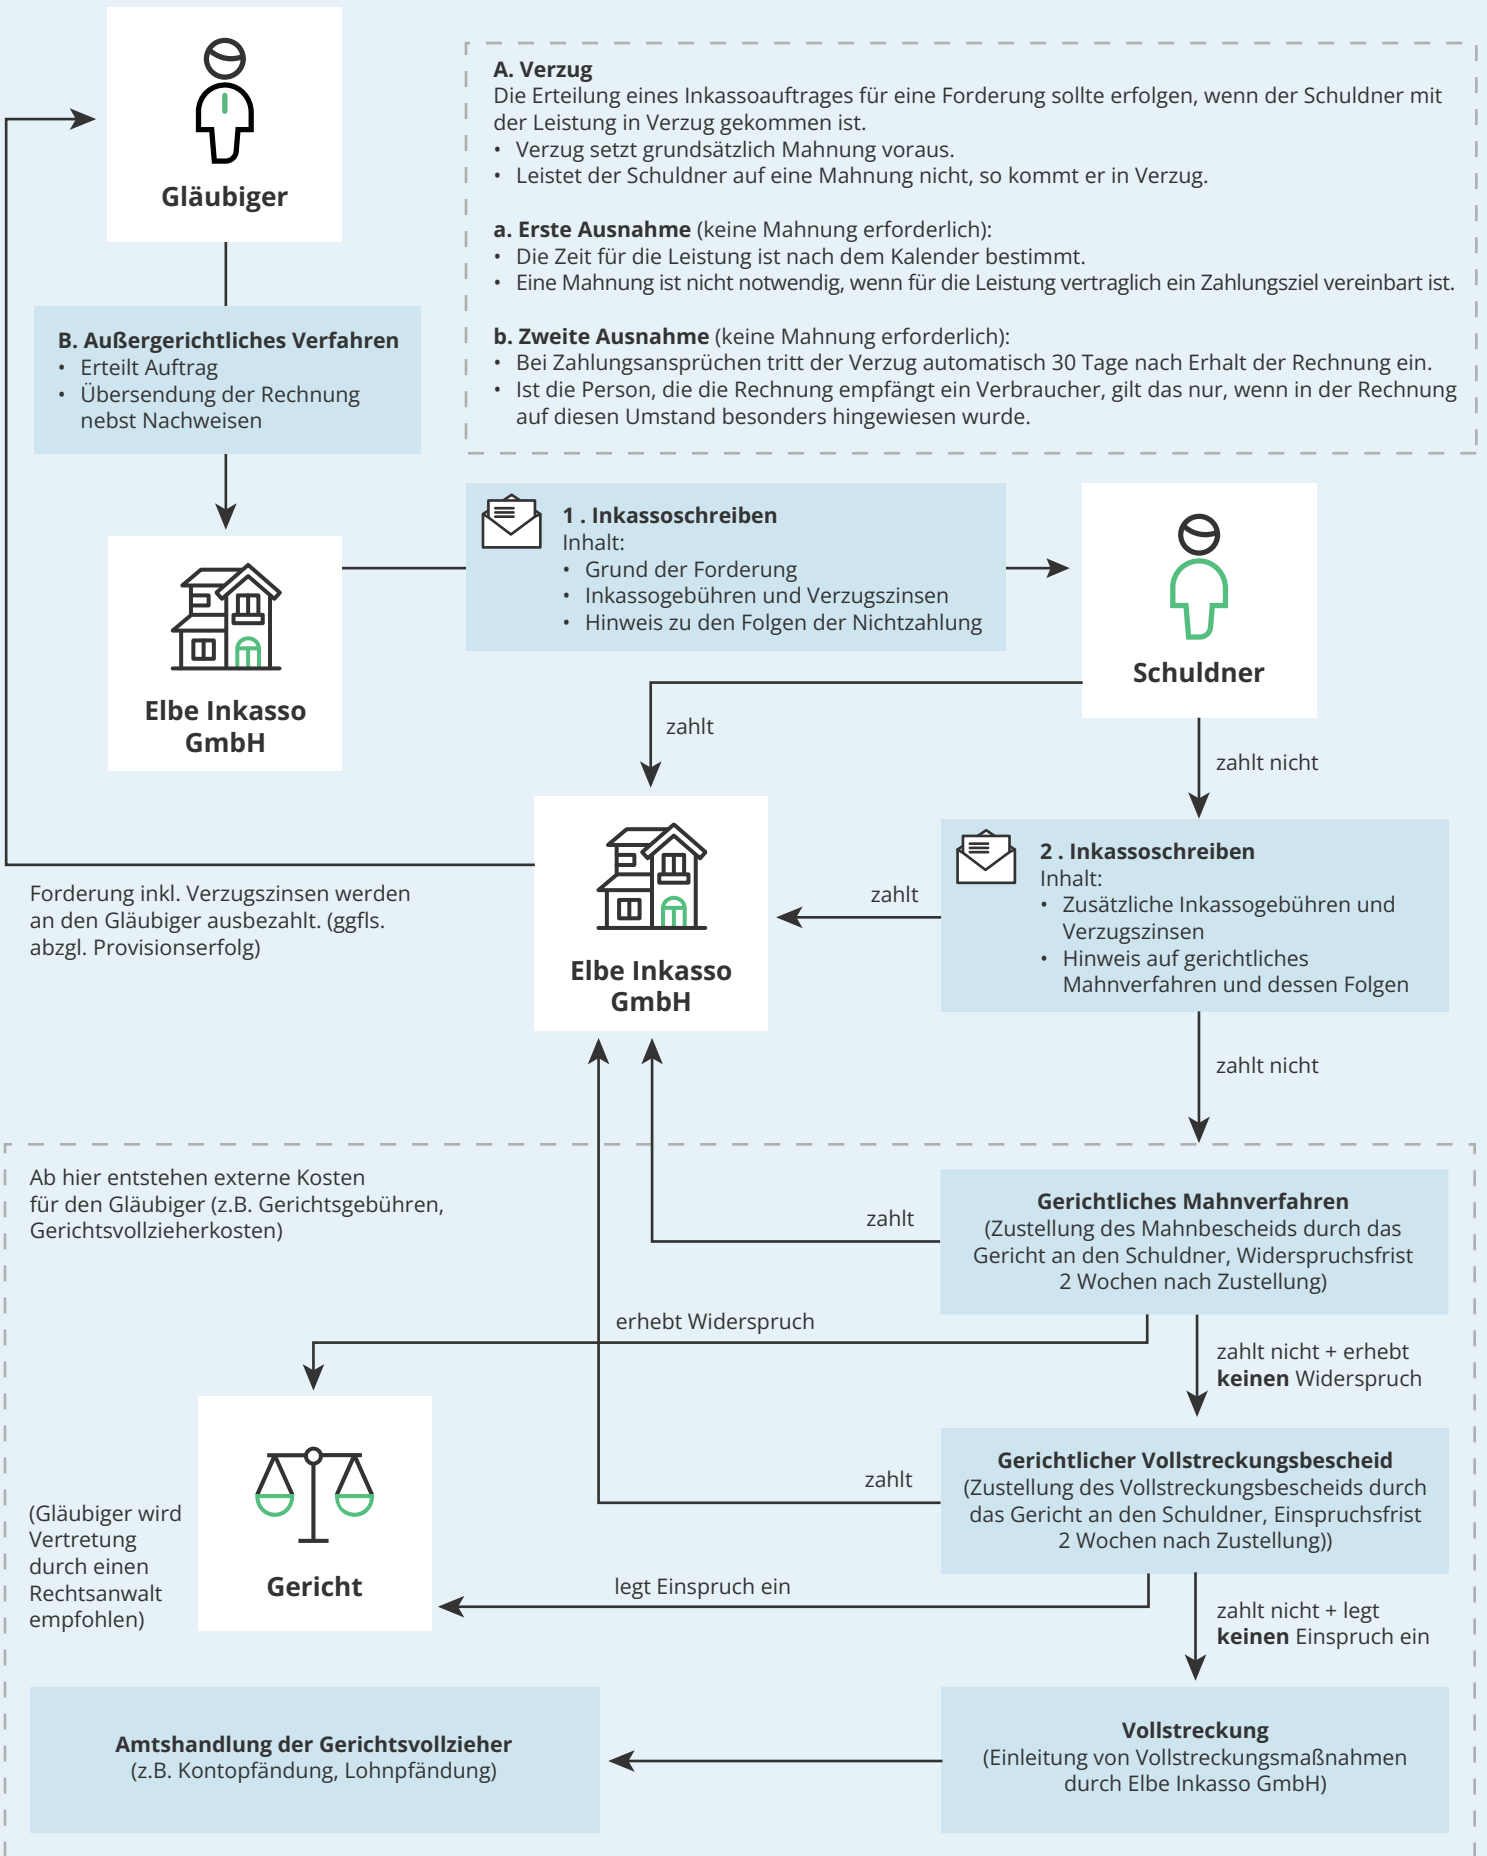 Gläubiger
A. Verzug
Die Erteilung eines Inkassoauftrages für eine Forderung sollte erfolgen, wenn der Schuldner mit
der Leistung in Verzug gekommen ist.
• Verzug setzt grundsätzlich Mahnung voraus.
• Leistet der Schuldner auf eine Mahnung nicht, so kommt er in Verzug.
a. Erste Ausnahme (keine Mahnung erforderlich):
• Die Zeit für die Leistung ist nach dem Kalender bestimmt.
• Eine Mahnung ist nicht notwendig, wenn für die Leistung vertraglich ein Zahlungsziel vereinbart ist.
b. Zweite Ausnahme (keine Mahnung erforderlich):
• Bei Zahlungsansprüchen tritt der Verzug automatisch 30 Tage nach Erhalt der Rechnung ein.
• Ist die Person, die die Rechnung empfängt ein Verbraucher, gilt das nur, wenn in der Rechnung
auf diesen Umstand besonders hingewiesen wurde.
B. Außergerichtliches Verfahren
• Erteilt Auftrag
• Übersendung der Rechnung
nebst Nachweisen
Elbe Inkasso
GmbH
1 . Inkassoschreiben
Inhalt:
• Grund der Forderung
• Inkassogebühren und Verzugszinsen
• Hinweis zu den Folgen der Nichtzahlung
Schuldner
zahlt
zahlt nicht
Elbe Inkasso
GmbH
2 . Inkassoschreiben
Inhalt:
• Zusätzliche Inkassogebühren und
Verzugszinsen
• Hinweis auf gerichtliches
Mahnverfahren und dessen Folgen
zahlt
Forderung inkl. Verzugszinsen werden
an den Gläubiger ausbezahlt. (ggfls.
abzgl. Provisionserfolg)
zahlt nicht
Ab hier entstehen externe Kosten
für den Gläubiger (z.B. Gerichtsgebühren,
Gerichtsvollzieherkosten)
zahlt
Gerichtliches Mahnverfahren
(Zustellung des Mahnbescheids durch das
Gericht an den Schuldner, Widerspruchsfrist
2 Wochen nach Zustellung)
erhebt Widerspruch
zahlt nicht + erhebt
keinen Widerspruch
Gericht
(Gläubiger wird
Vertretung
durch einen
Rechtsanwalt
empfohlen)
zahlt
Gerichtlicher Vollstreckungsbescheid
(Zustellung des Vollstreckungsbescheids durch
das Gericht an den Schuldner, Einspruchsfrist
2 Wochen nach Zustellung))
legt Einspruch ein
zahlt nicht + legt
keinen Einspruch ein
Amtshandlung der Gerichtsvollzieher
(z.B. Kontopfändung, Lohnpfändung)
Vollstreckung
(Einleitung von Vollstreckungsmaßnahmen
durch Elbe Inkasso GmbH)